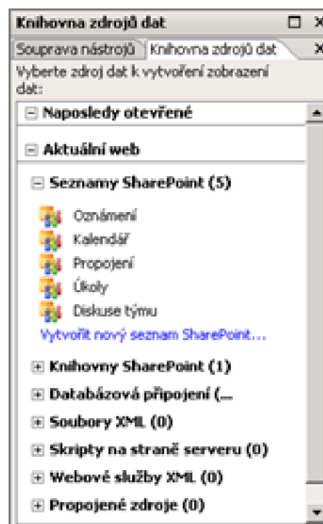 Knihovna zdrojů dat
Souprava nástrojů
Knihovna zdrojů dat
Vyberte zdroj dat k vytvoření zobrazení
dat:
Naposledy otevřené
Aktuální web
Seznamy SharePoint (5)
Oznámení
Kalendář
Propojení
Úkoly
Diskuse týmu
Vytvořit nový seznam SharePoint...
Knihovny SharePoint (1)
Databázová připojení (...
Soubory XML (0)
Skripty na straně serveru (0)
Webové služby XML (0)
Propojené zdroje (0)